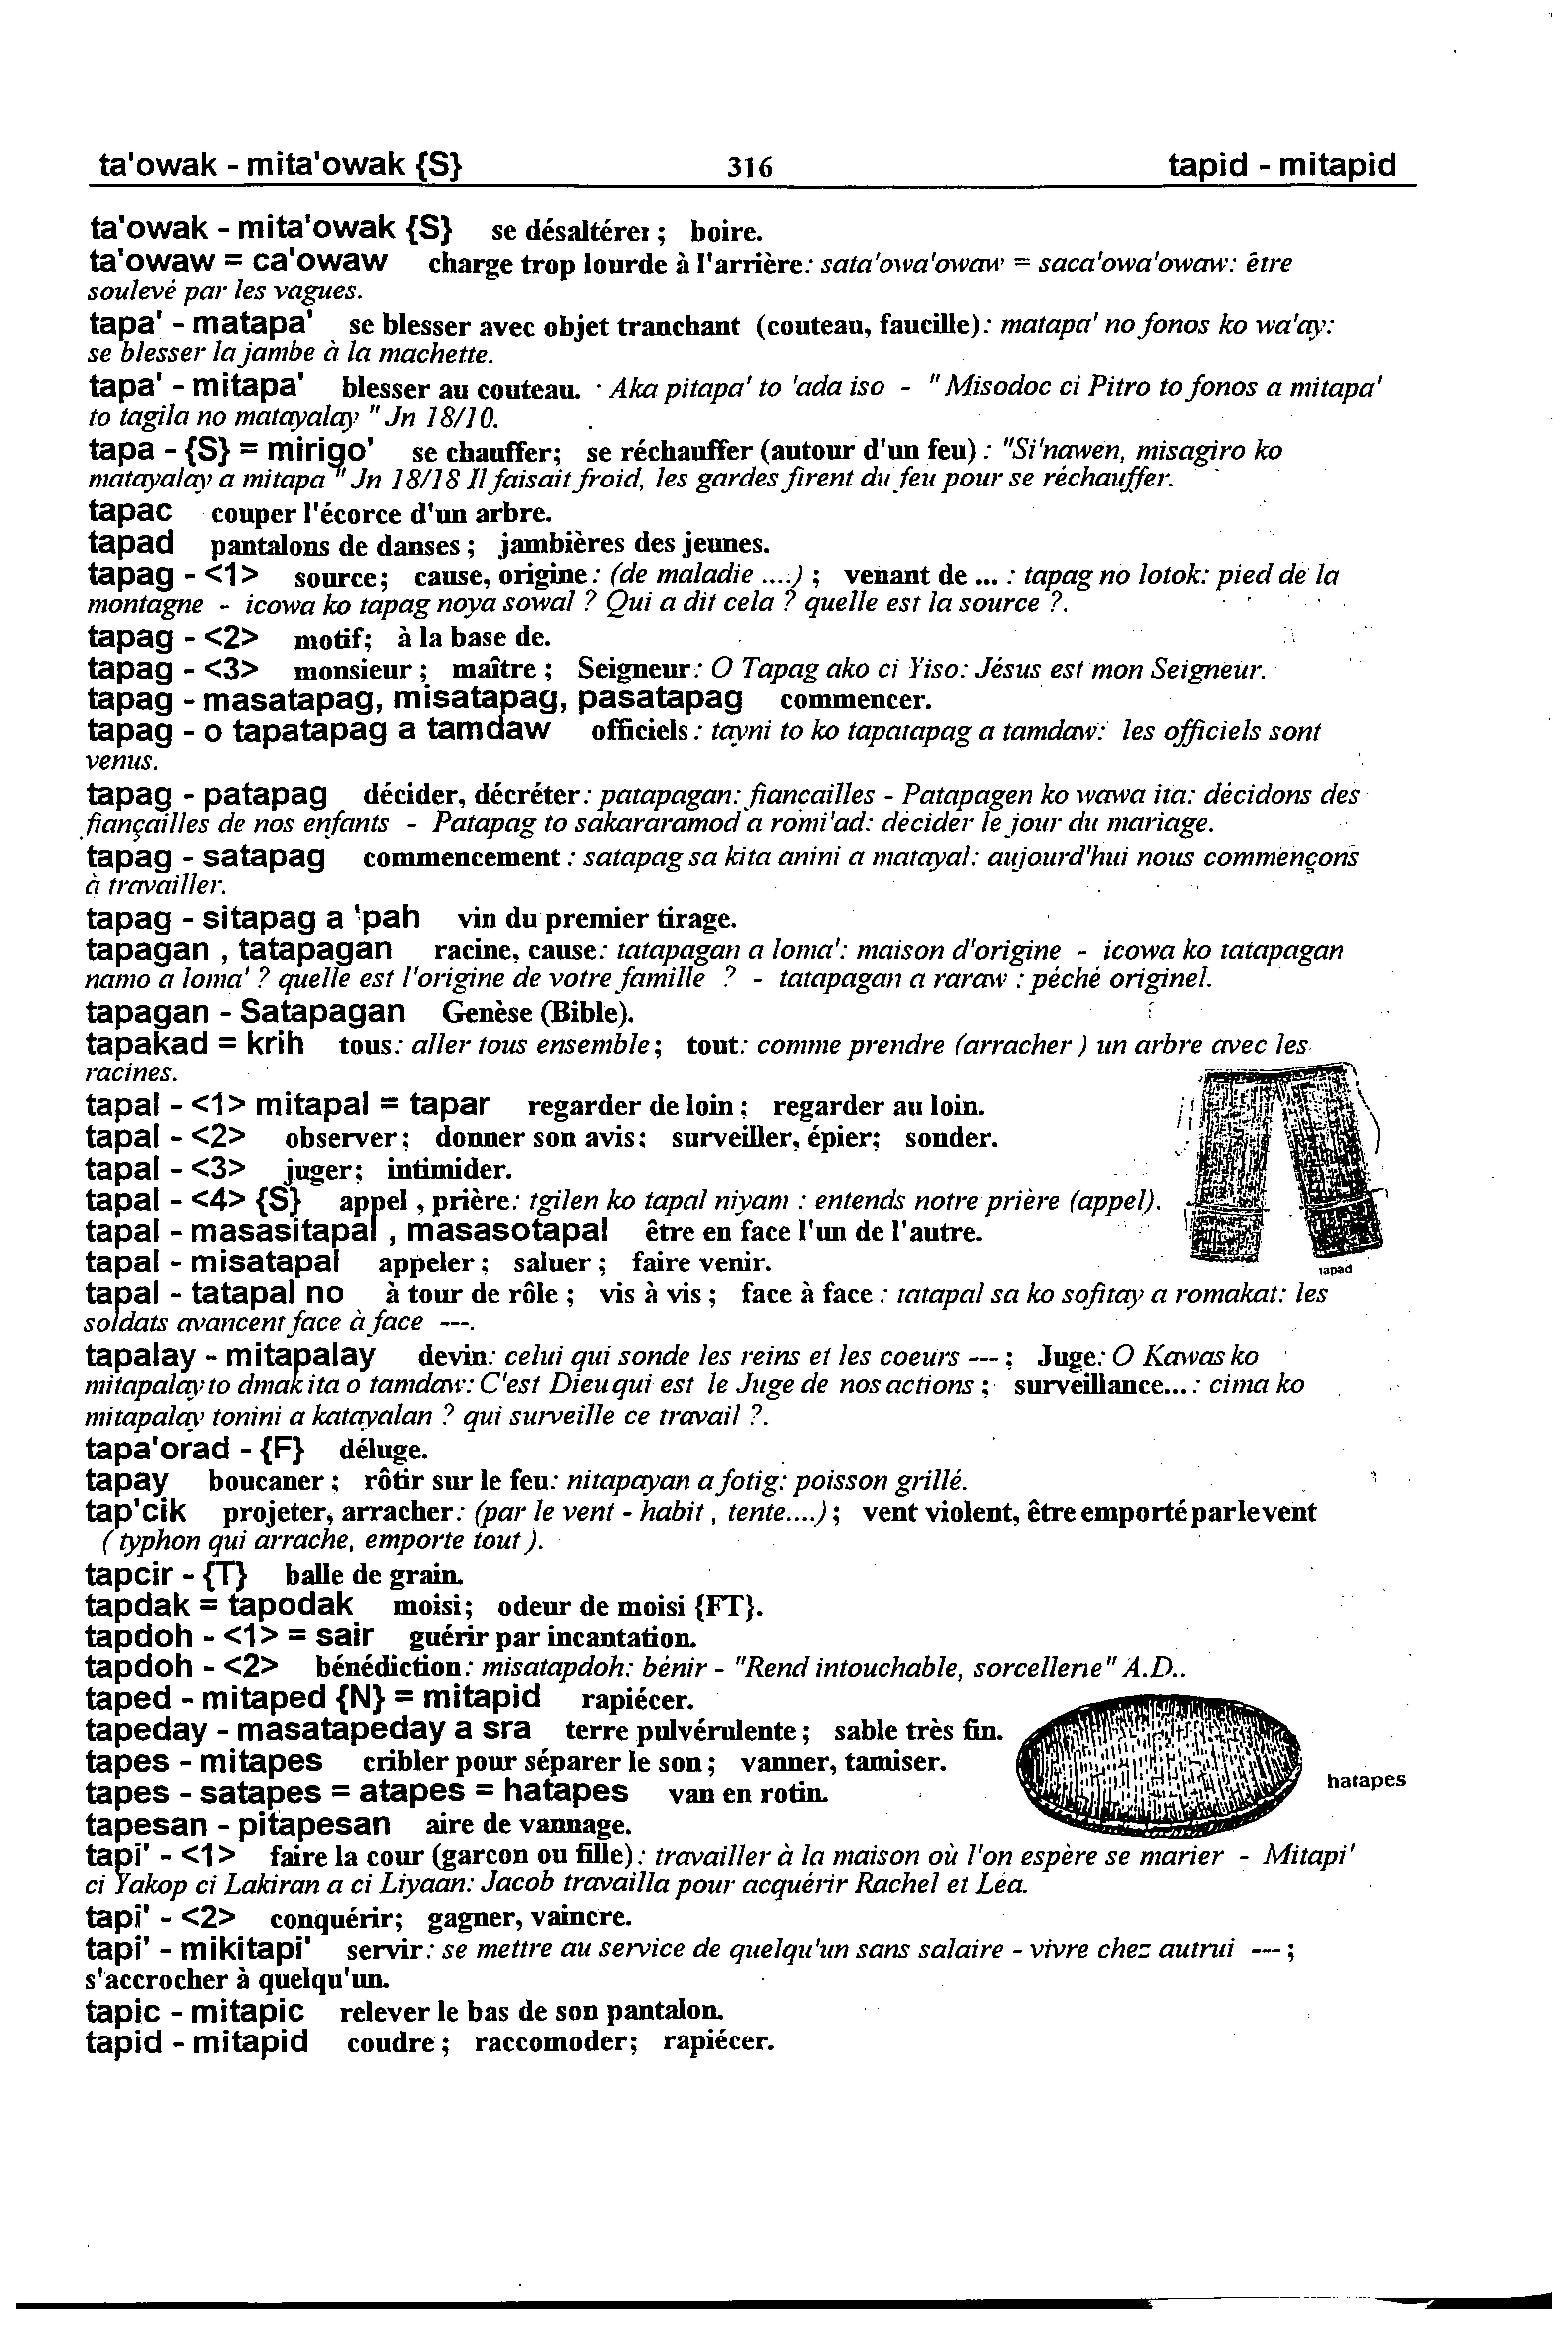 ta'owak - mita'owak {S} 316 tapid - mitapid
ta'owak - mita'owak {S} se désaltérer ; boire.
ta'owaw = ca'owaw charge trop lourde à l'arrière: sata'owa'owaw = saca'owa'owaw: être
soulevé par les vagues.
tapa' - matapa' se blesser avec objet tranchant (couteau, faucille): matapa' no fonos ko wa'ay:
se blesser la jambe à la machette.
tapa' - mitapa' blesser au couteau. · Aka pitapa' to 'ada iso - "Misodoc ci Pitro to fonos a mitapa'
to tagila no matayalay " Jn 18/10.
tapa - {S} = mirigo' se chauffer; se réchauffer (autour d'un feu) : "Si'nawen, misagiro ko
matayalay a mitapa " Jn 18/18 Il faisait froid, les gardes firent du feu pour se réchauffer.
tapac couper l'écorce d'un arbre.
tapad pantalons de danses ; jambières des jeunes.
tapag - <1> source; cause, origine: (de maladie ....) ; venant de ... : tapag no lotok: pied de la
montagne - icowa ko tapag noya sowal ? Qui a dit cela ? quelle est la source ?.
tapag - <2> motif; à la base de.
tapag - <3> monsieur ; maître ; Seigneur: O Tapag ako ci Yiso: Jésus est mon Seigneur.
tapag - masatapag, misatapag, pasatapag commencer.
tapag - o tapatapag a tamdaw officiels : tayni to ko tapatapag a tamdaw: les officiels sont
venus.
tapag - patapag décider, décréter: patapagan: fiançailles - Patapagen ko wawa ita: décidons des
fiançailles de nos enfants - Patapag to sakararamod a romi'ad: décider le jour du mariage.
tapag - satapag commencement : satapag sa kita anini a matayal: aujourd'hui nous commençons
à travailler.
tapag - sitapag a 'pah vin du premier tirage.
tapagan , tatapagan racine, cause: tatapagan a loma': maison d'origine - icowa ko tatapagan
namo a loma' ? quelle est l'origine de votre famille ? - tatapagan a raraw : péché originel.
tapagan - Satapagan Genèse (Bible).
tapakad = krih tous: aller tous ensemble; tout: comme prendre (arracher ) un arbre avec les
racines.
tapal - <1> mitapal = tapar regarder de loin ; regarder au loin.
tapal - <2> observer; donner son avis; surveiller, épier; sonder.
tapal - <3> juger; intimider.
tapal - <4> {S} appel , prière: tgilen ko tapal niyam : entends notre prière (appel).
tapal - masasitapal , masasotapal être en face l'un de l'autre.
tapal - misatapal appeler ; saluer ; faire venir.
tapad
tapal - tatapal no à tour de rôle ; vis à vis ; face à face : tatapal sa ko sofitay a romakat: les
soldats avancent face à face ---.
tapalay - mitapalay devin: celui qui sonde les reins et les coeurs --- ; Juge: O Kawas ko
mitapalay to dmak ita o tamdaw: C'est Dieu qui est le Juge de nos actions ; surveillance... : cima ko
mitapalay tonini a katayalan ? qui surveille ce travail ?.
tapa'orad - {F} déluge.
tapay boucaner ; rôtir sur le feu: nitapayan a fotig: poisson grillé.
tap'cik projeter, arracher: (par le vent - habit , tente....) ; vent violent, être emporté par le vent
( typhon qui arrache, emporte tout ).
tapcir - {T} balle de grain.
tapdak = tapodak moisi; odeur de moisi {FT}.
tapdoh - <1> = sair guérir par incantation.
tapdoh - <2> bénédiction: misatapdoh: bénir - "Rend intouchable, sorcellerie" A.D..
taped - mitaped {N} = mitapid rapiécer.
tapeday - masatapeday a sra terre pulvérulente ; sable très fin.
tapes - mitapes cribler pour séparer le son ; vanner, tamiser.
hatapes
tapes - satapes = atapes = hatapes van en rotin.
tapesan - pitapesan aire de vannage.
tapi' - <1> faire la cour (garcon ou fille) : travailler à la maison où l'on espère se marier - Mitapi'
ci Yakop ci Lakiran a ci Liyaan: Jacob travailla pour acquérir Rachel et Léa.
tapi' - <2> conquérir; gagner, vaincre.
tapi' - mikitapi' servir: se mettre au service de quelqu'un sans salaire - vivre chez autrui --- ;
s'accrocher à quelqu'un.
tapic - mitapic relever le bas de son pantalon.
tapid - mitapid coudre ; raccomoder; rapiécer.